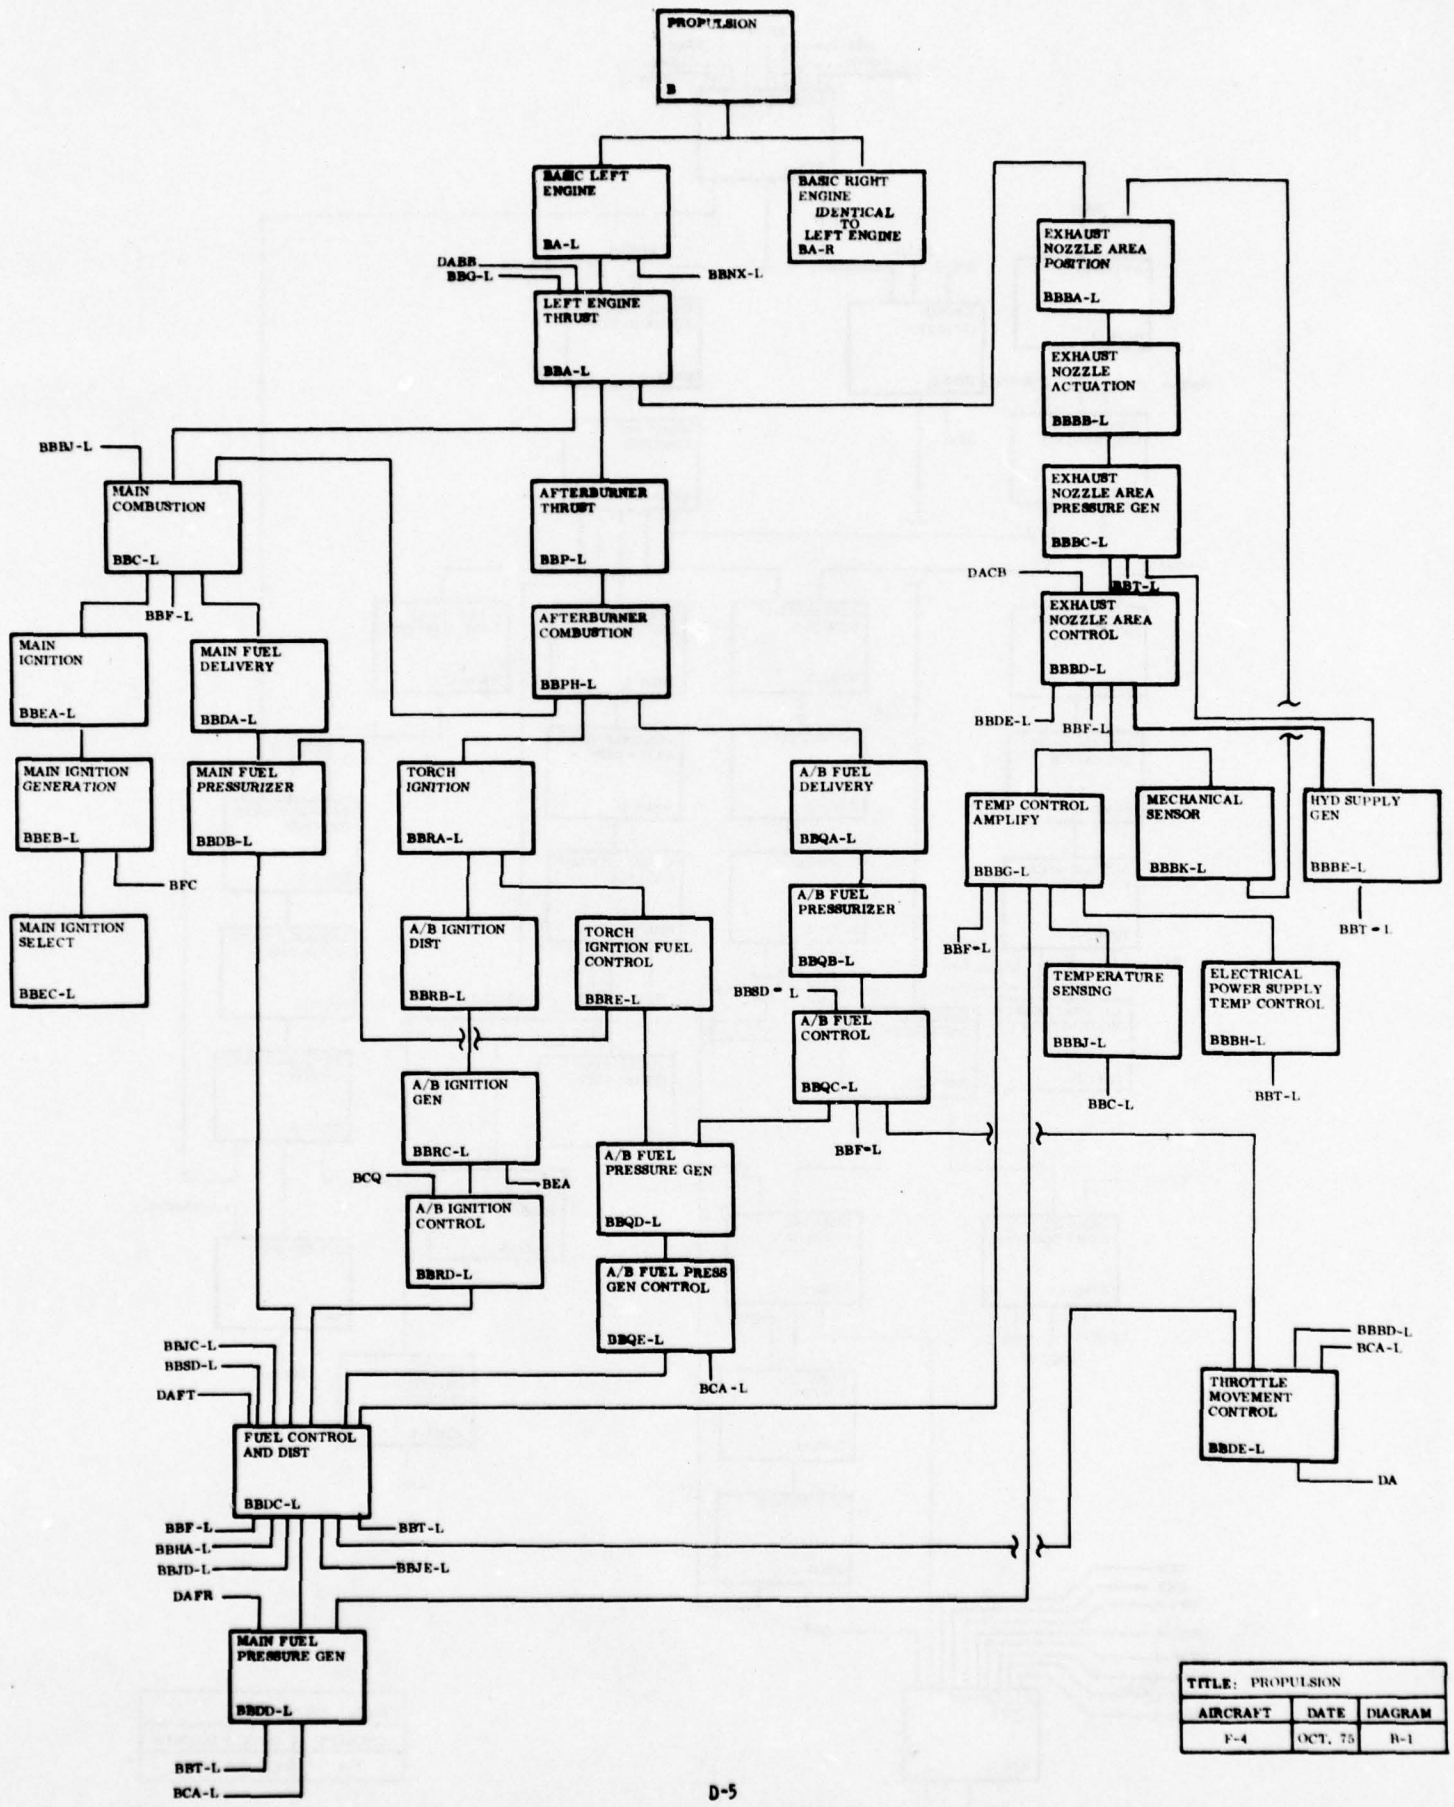 PROPULSION
B
BASIC LEFT
ENGINE
BA-L
BASIC RIGHT
ENGINE
IDENTICAL
TO
LEFT ENGINE
BA-R
DABB
BBG-L
BBNX-L
LEFT ENGINE
THRUST
BBA-L
EXHAUST
NOZZLE AREA
POSITION
BBBA-L
EXHAUST
NOZZLE
ACTUATION
BBBB-L
EXHAUST
NOZZLE AREA
PRESSURE GEN
BBBC-L
DACB
BBT-L
EXHAUST
NOZZLE AREA
CONTROL
BBBD-L
BBDE-L
BBF-L
BBBJ-L
MAIN
COMBUSTION
BBC-L
BBF-L
AFTERBURNER
THRUST
BBP-L
AFTERBURNER
COMBUSTION
BBPH-L
MAIN
IGNITION
BBEA-L
MAIN FUEL
DELIVERY
BBDA-L
MAIN IGNITION
GENERATION
BBEB-L
BFC
MAIN FUEL
PRESSURIZER
BBDB-L
MAIN IGNITION
SELECT
BBEC-L
TORCH
IGNITION
BBRA-L
A/B FUEL
DELIVERY
BBQA-L
TEMP CONTROL
AMPLIFY
BBBG-L
MECHANICAL
SENSOR
BBBK-L
HYD SUPPLY
GEN
BBBE-L
BBT-L
A/B IGNITION
DIST
BBRB-L
TORCH
IGNITION FUEL
CONTROL
BBRE-L
A/B FUEL
PRESSURIZER
BBQB-L
BBF-L
BBSD-L
A/B FUEL
CONTROL
BBQC-L
BBF-L
TEMPERATURE
SENSING
BBBJ-L
BBC-L
ELECTRICAL
POWER SUPPLY
TEMP CONTROL
BBBH-L
BBT-L
A/B IGNITION
GEN
BBRC-L
BCQ
BEA
A/B IGNITION
CONTROL
BBRD-L
A/B FUEL
PRESSURE GEN
BBQD-L
A/B FUEL PRESS
GEN CONTROL
BBQE-L
BCA-L
BBJC-L
BBSD-L
DAFT
FUEL CONTROL
AND DIST
BBDC-L
BBF-L
BBHA-L
BBJD-L
BBT-L
BBJE-L
BBBD-L
BCA-L
THROTTLE
MOVEMENT
CONTROL
BBDE-L
DA
DAFR
MAIN FUEL
PRESSURE GEN
BBDD-L
BBT-L
BCA-L
TITLE: PROPULSION
AIRCRAFT DATE DIAGRAM
F-4 OCT. 75 B-1
D-5